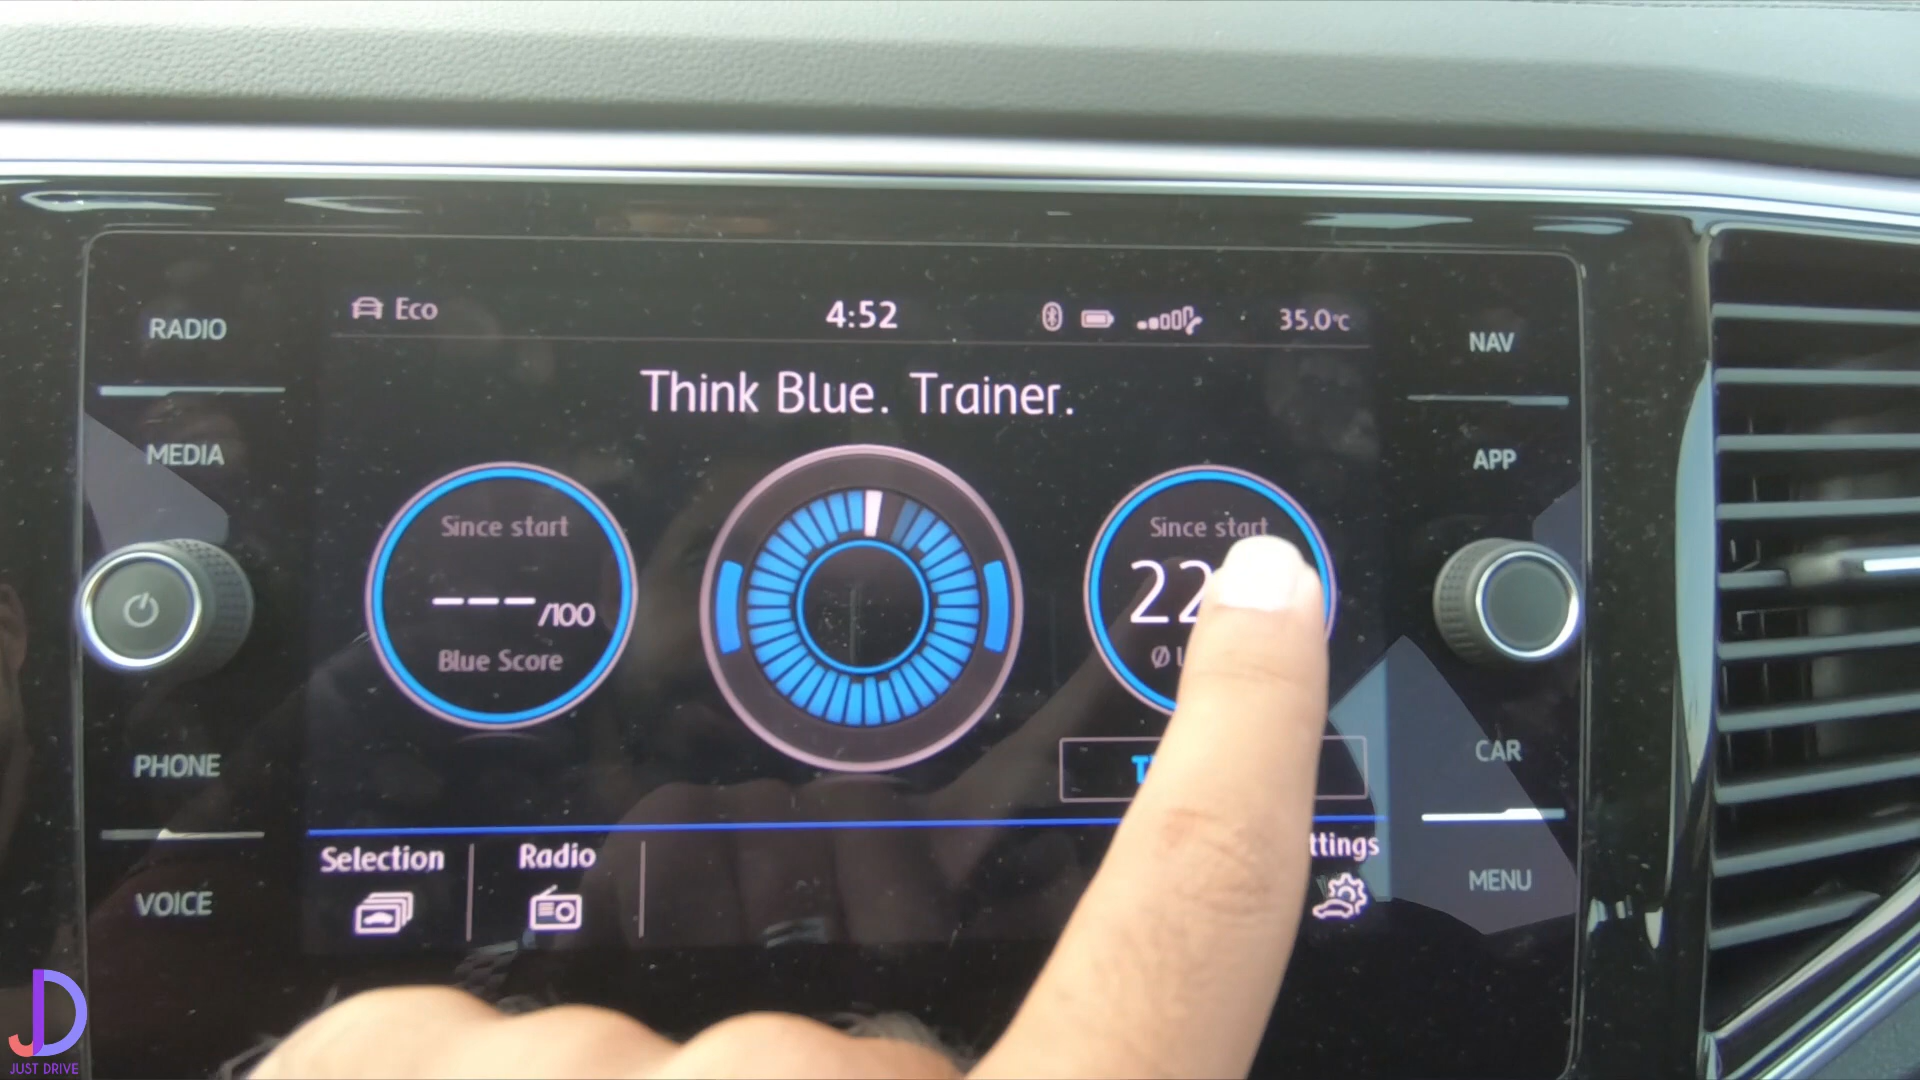 Eco 4:52 35.0°C
Think Blue. Trainer.
RADIO
MEDIA
PHONE
VOICE
Since start
---/100
Blue Score
Since start
22
Ø
Selection
Radio
NAV
APP
CAR
MENU
JD
JUST DRIVE